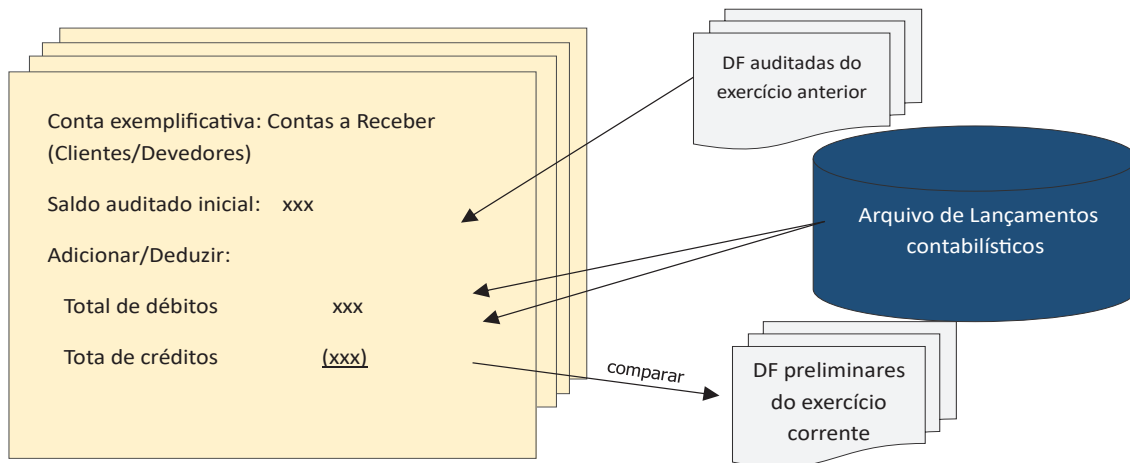 Conta exemplificativa: Contas a Receber
(Clientes/Devedores)
Saldo auditado inicial: xxx
Adicionar/Deduzir:
Total de débitos xxx
Tota de créditos (xxx)
DF auditadas do
exercício anterior
Arquivo de Lançamentos
contabilísticos
comparar
DF preliminares
do exercício
corrente